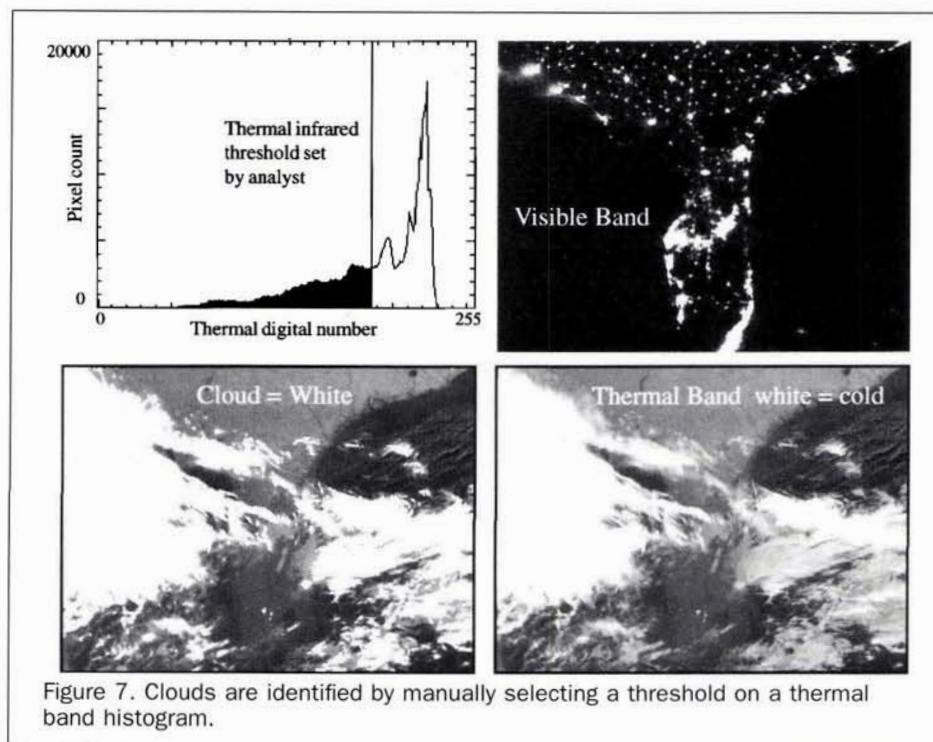 20000
Pixel count
0
Thermal infrared
threshold set
by analyst
0
255
Thermal digital number
Visible Band
Cloud = White
Thermal Band white = cold
Figure 7. Clouds are identified by manually selecting a threshold on a thermal
band histogram.